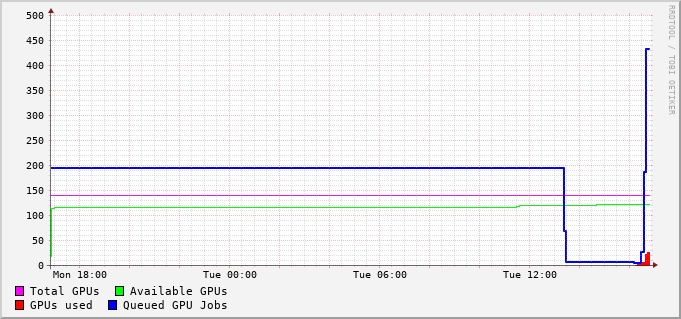 500
450
400
350
300
250
200
150
100
50
0
Mon 18:00 Tue 00:00 Tue 06:00 Tue 12:00
Total GPUs Available GPUs
GPUs used Queued GPU Jobs
RRDTOOL / TOBI OETIKER